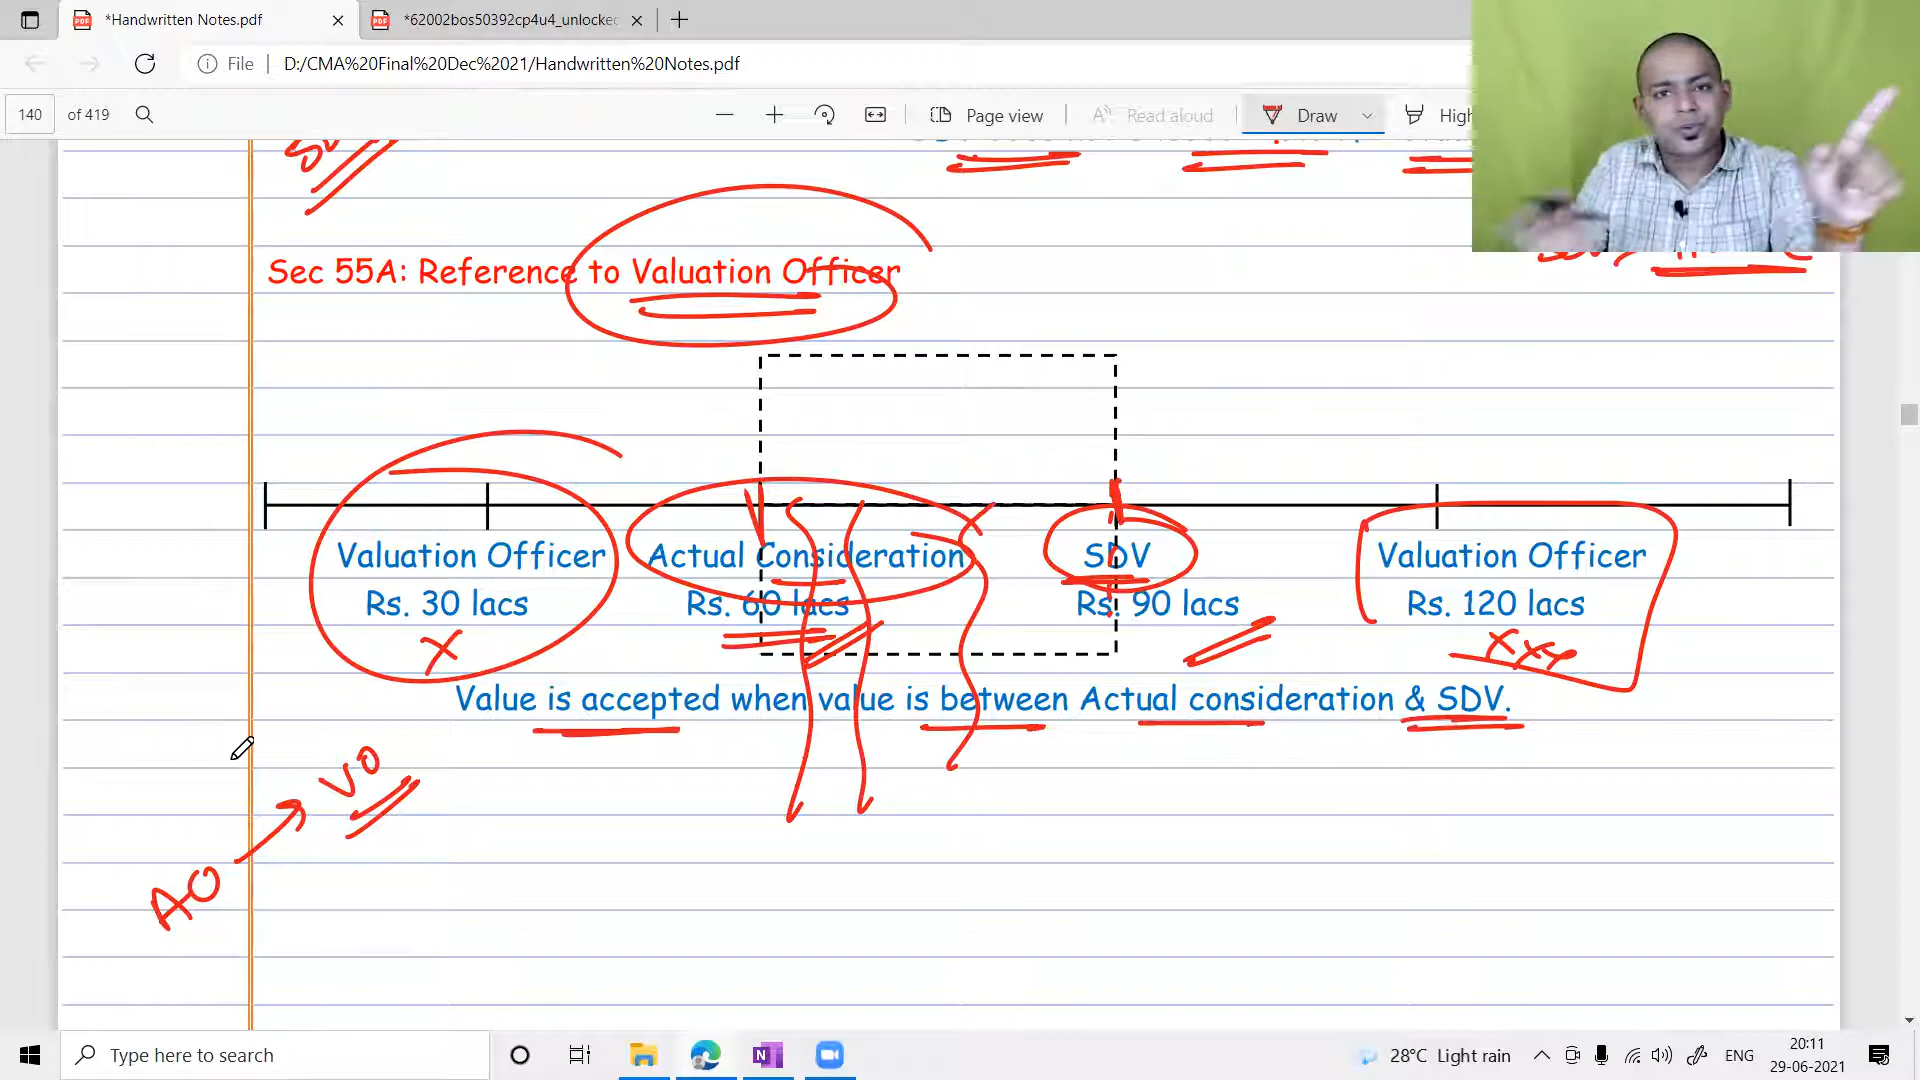 *Handwritten Notes.pdf
*62002bos50392cp4u4_unlocked
File D:/CMA%20Final%20Dec%2021/Handwritten%20Notes.pdf
140 of 419
Page view
Read aloud
Draw
High
Sec 55A: Reference to Valuation Officer
Valuation Officer Actual Consideration SDV Valuation Officer
Rs. 30 lacs Rs. 60 lacs Rs. 90 lacs Rs. 120 lacs
X XXX
Value is accepted when value is between Actual consideration & SDV.
VO
AO
Type here to search
28°C Light rain
ENG
20:11
29-06-2021